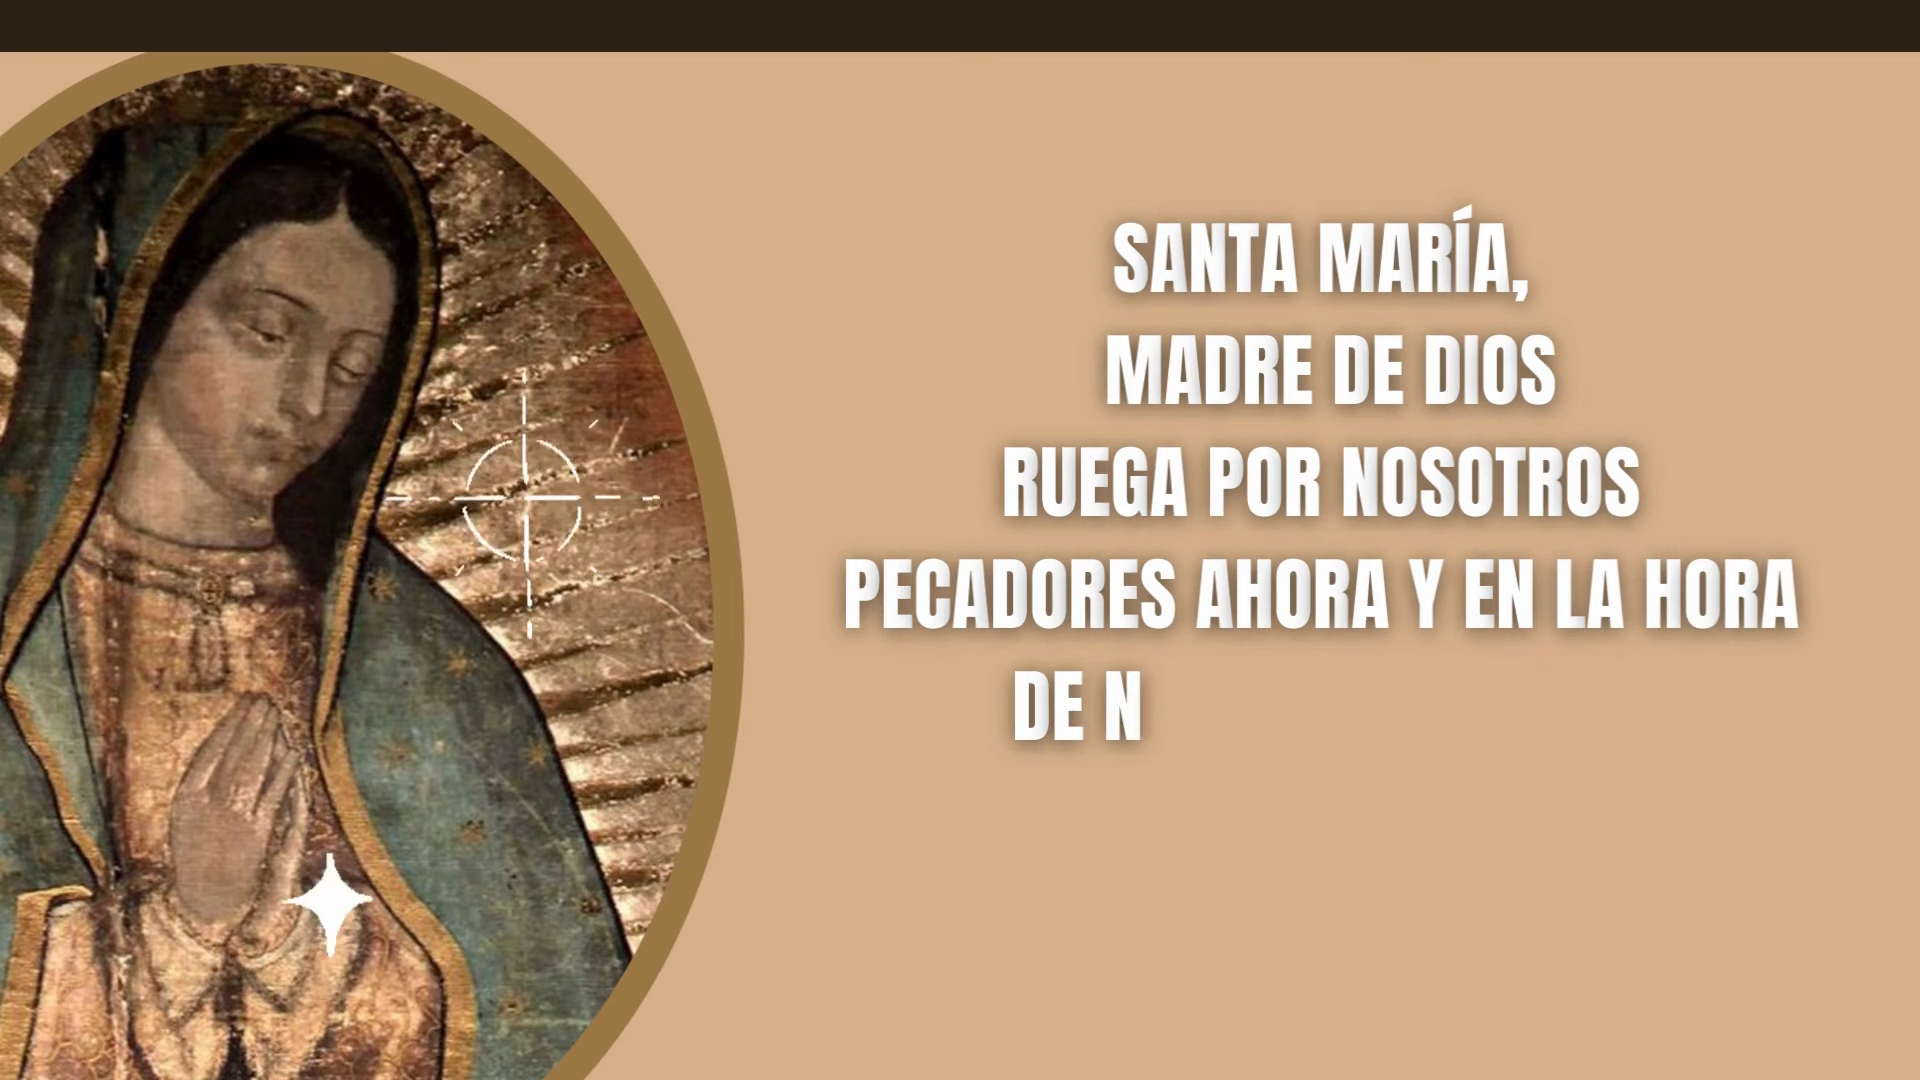 SANTA MARÍA,
MADRE DE DIOS
RUEGA POR NOSOTROS
PECADORES AHORA Y EN LA HORA
DE N